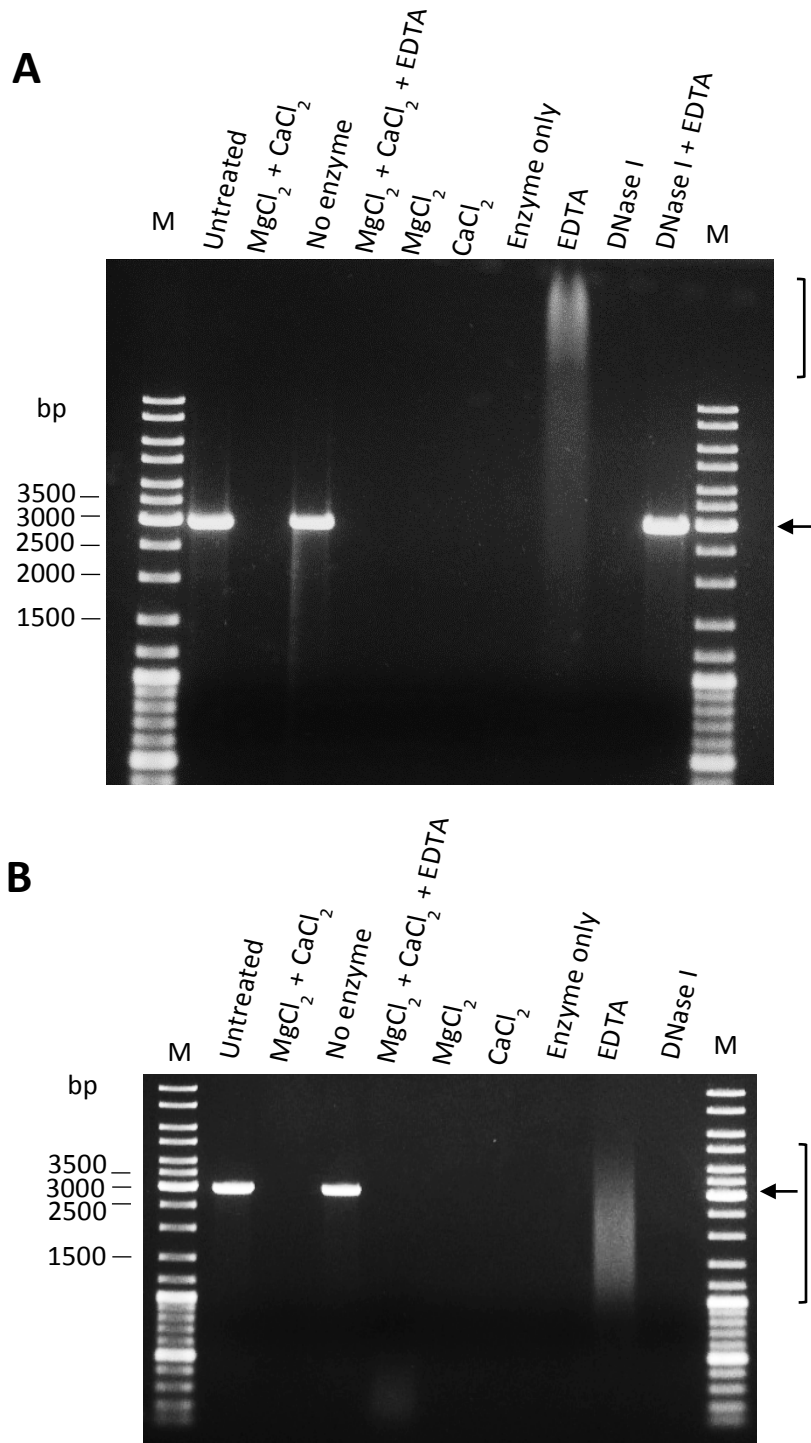 A
M
Untreated
MgCl2 + CaCl2
No enzyme
MgCl2 + CaCl2 + EDTA
MgCl2
CaCl2
Enzyme only
EDTA
DNase I
DNase I + EDTA
M
bp
3500
3000
2500
2000
1500
B
M
Untreated
MgCl2 + CaCl2
No enzyme
MgCl2 + CaCl2 + EDTA
MgCl2
CaCl2
Enzyme only
EDTA
DNase I
M
bp
3500
3000
2500
1500